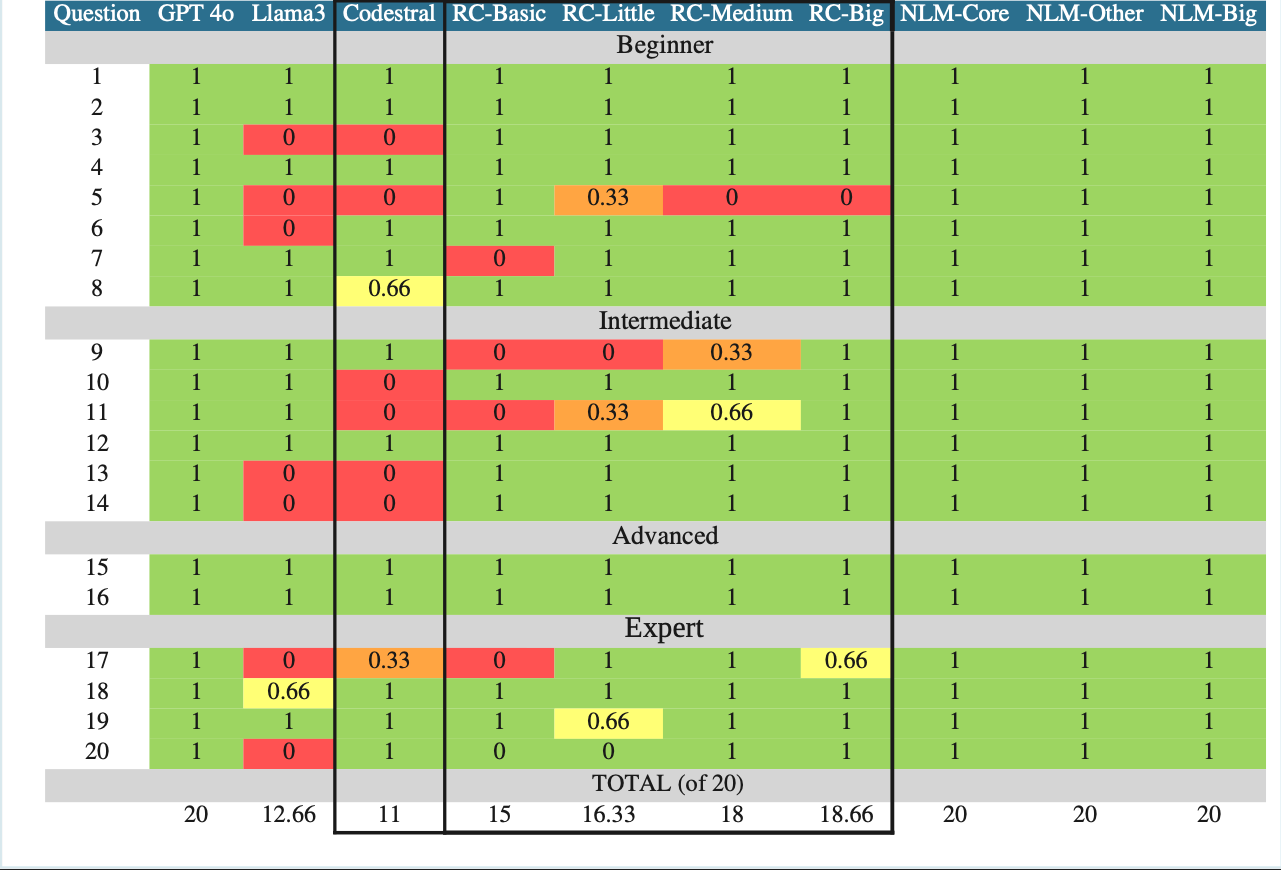 Question GPT 4o Llama3 Codestral RC-Basic RC-Little RC-Medium RC-Big NLM-Core NLM-Other NLM-Big
Beginner
1 1 1 1 1 1 1 1 1 1 1
2 1 1 1 1 1 1 1 1 1 1
3 1 0 0 1 1 1 1 1 1 1
4 1 1 1 1 1 1 1 1 1 1
5 1 0 0 1 0.33 0 0 1 1 1
6 1 0 1 1 1 1 1 1 1 1
7 1 1 1 0 1 1 1 1 1 1
8 1 1 0.66 1 1 1 1 1 1 1
Intermediate
9 1 1 1 0 0 0.33 1 1 1 1
10 1 1 0 1 1 1 1 1 1 1
11 1 1 0 0 0.33 0.66 1 1 1 1
12 1 1 1 1 1 1 1 1 1 1
13 1 0 0 1 1 1 1 1 1 1
14 1 0 0 1 1 1 1 1 1 1
Advanced
15 1 1 1 1 1 1 1 1 1 1
16 1 1 1 1 1 1 1 1 1 1
Expert
17 1 0 0.33 0 1 1 0.66 1 1 1
18 1 0.66 1 1 1 1 1 1 1 1
19 1 1 1 1 0.66 1 1 1 1 1
20 1 0 1 0 0 1 1 1 1 1
TOTAL (of 20)
20 12.66 11 15 16.33 18 18.66 20 20 20